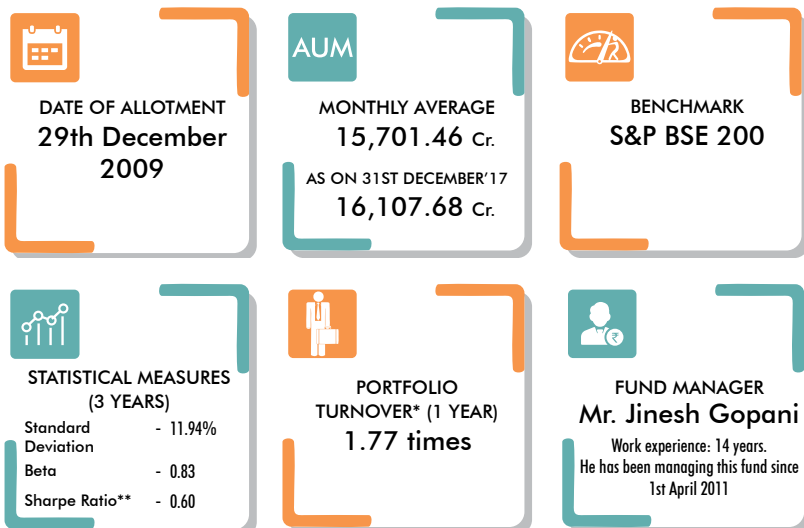 DATE OF ALLOTMENT
29th December
2009
AUM
MONTHLY AVERAGE
15,701.46 Cr.
AS ON 31ST DECEMBER'17
16,107.68 Cr.
BENCHMARK
S&P BSE 200
STATISTICAL MEASURES
(3 YEARS)
Standard
Deviation - 11.94%
Beta - 0.83
Sharpe Ratio** - 0.60
PORTFOLIO
TURNOVER* (1 YEAR)
1.77 times
₹
FUND MANAGER
Mr. Jinesh Gopani
Work experience: 14 years.
He has been managing this fund since
1st April 2011